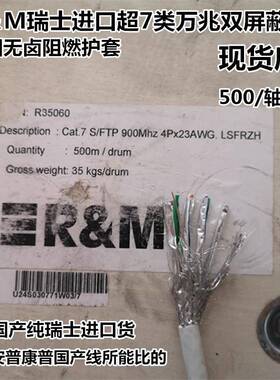 &M瑞士进口超7类万兆双屏蔽
无卤阻燃护套
现货
500/轴
N: R35060
Description : Cat.7 S/FTP 900Mhz 4Px23AWG. LSFRZH
Quantity : 500m / drum
Gross weight: 35 kgs/drum
R&M
U24S030771W03/7
国产纯瑞士进口货
安普康普国产线所能比的